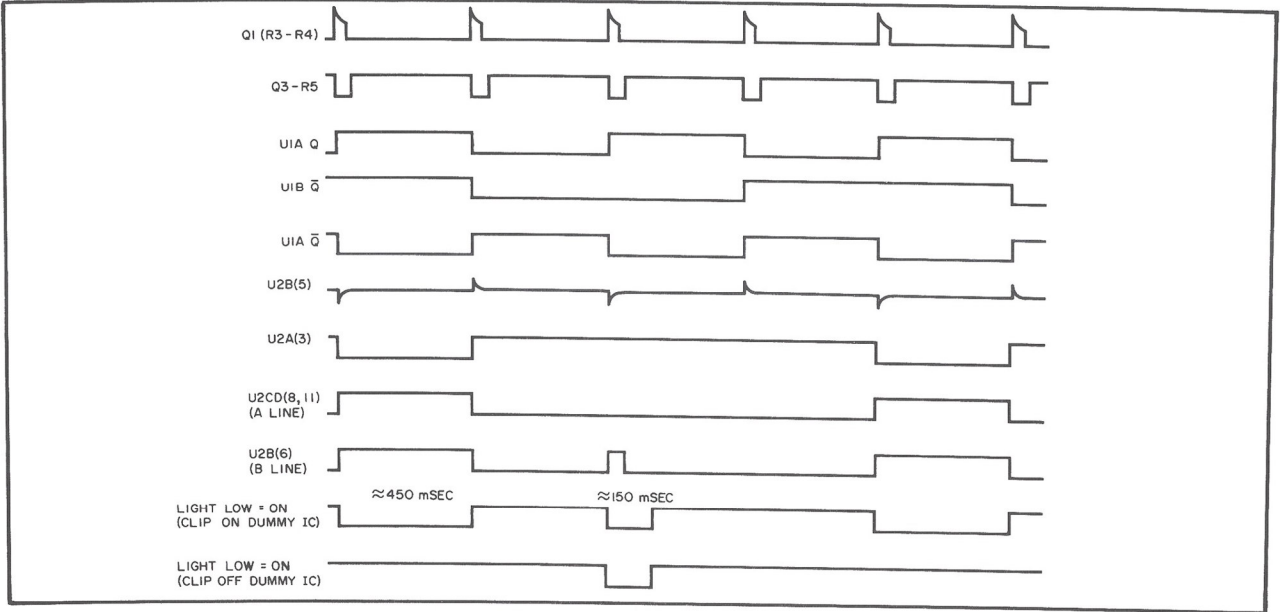 Q1 (R3-R4)
Q3-R5
U1A Q
U1B Q̅
U1A Q̅
U2B(5)
U2A(3)
U2CD(8,11)
(A LINE)
U2B(6)
(B LINE)
≈450 mSEC
≈150 mSEC
LIGHT LOW = ON
(CLIP ON DUMMY IC)
LIGHT LOW = ON
(CLIP OFF DUMMY IC)